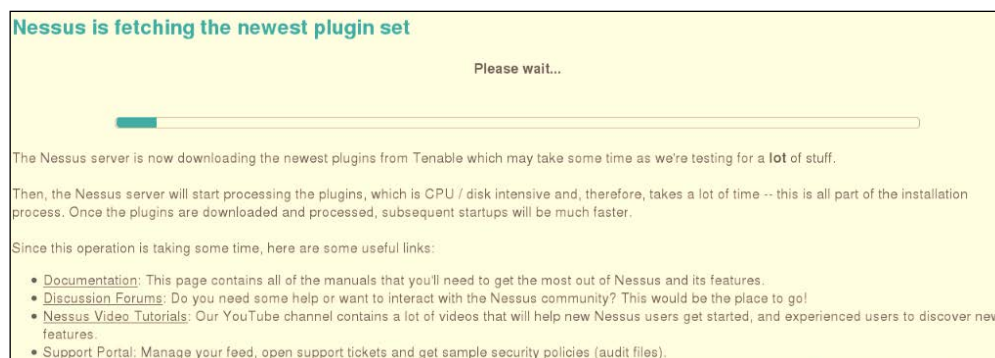 Nessus is fetching the newest plugin set
Please wait...
The Nessus server is now downloading the newest plugins from Tenable which may take some time as we're testing for a lot of stuff.
Then, the Nessus server will start processing the plugins, which is CPU / disk intensive and, therefore, takes a lot of time -- this is all part of the installation
process. Once the plugins are downloaded and processed, subsequent startups will be much faster.
Since this operation is taking some time, here are some useful links:
• Documentation: This page contains all of the manuals that you'll need to get the most out of Nessus and its features.
• Discussion Forums: Do you need some help or want to interact with the Nessus community? This would be the place to go!
• Nessus Video Tutorials: Our YouTube channel contains a lot of videos that will help new Nessus users get started, and experienced users to discover new
features.
• Support Portal: Manage your feed, open support tickets and get sample security policies (audit files).